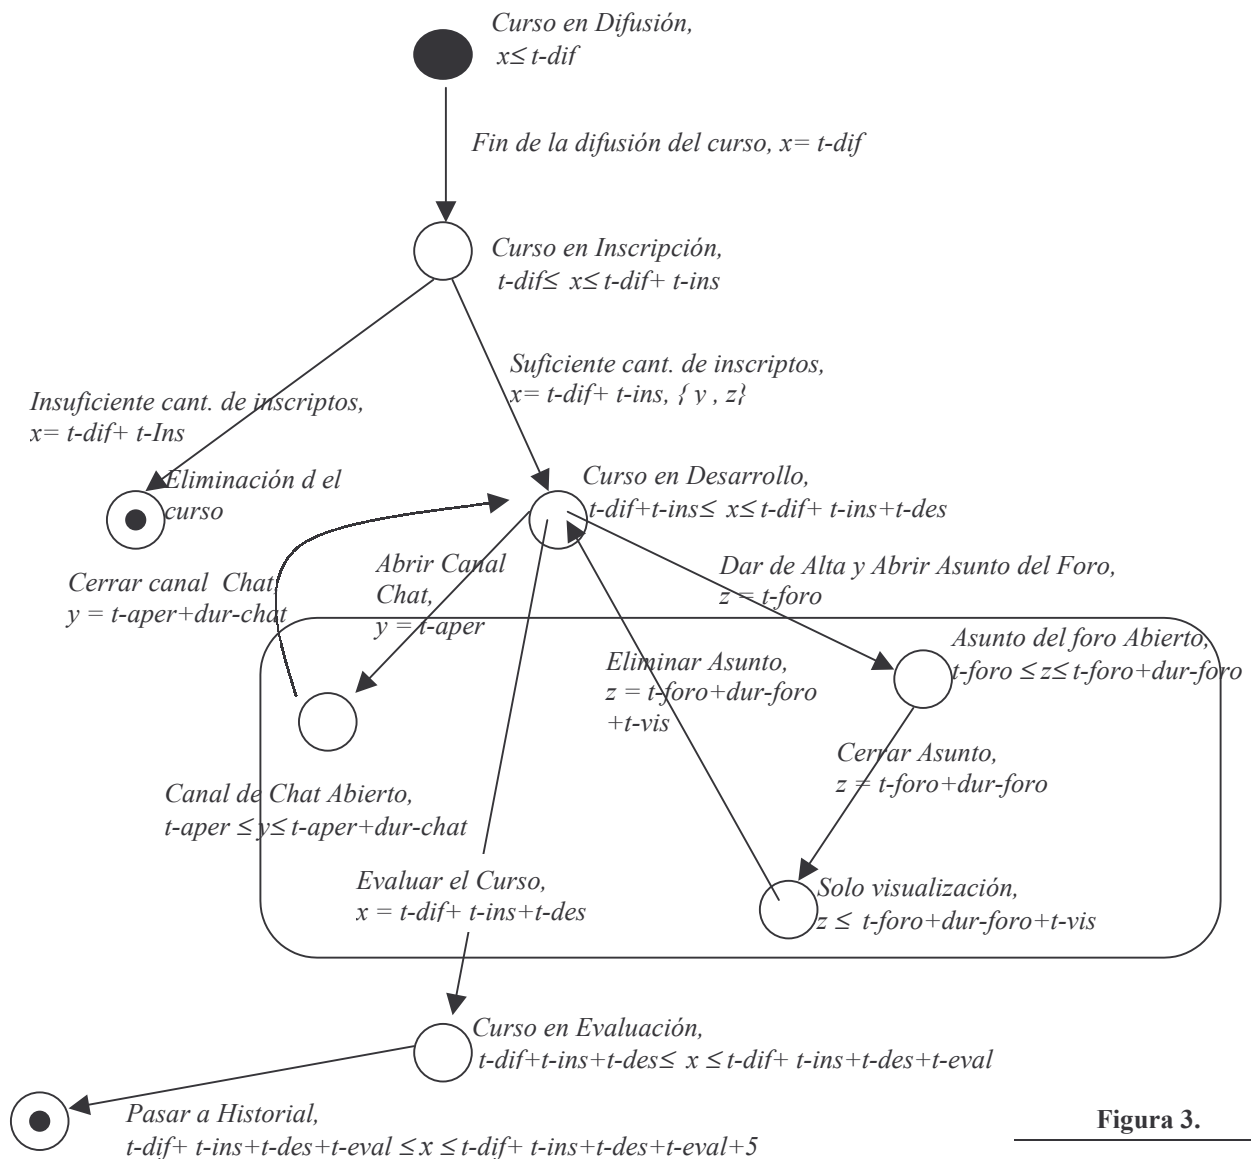 Curso en Difusión,
x≤ t-dif
Fin de la difusión del curso, x= t-dif
Curso en Inscripción,
t-dif≤ x≤ t-dif+ t-ins
Suficiente cant. de inscriptos,
x= t-dif+ t-ins, { y , z}
Insuficiente cant. de inscriptos,
x= t-dif+ t-Ins
Eliminación d el
curso
Curso en Desarrollo,
t-dif+t-ins≤ x≤ t-dif+ t-ins+t-des
Cerrar canal Chat,
y = t-aper+dur-chat
Abrir Canal
Chat,
y = t-aper
Dar de Alta y Abrir Asunto del Foro,
z = t-foro
Eliminar Asunto,
z = t-foro+dur-foro
+t-vis
Asunto del foro Abierto,
t-foro ≤ z≤ t-foro+dur-foro
Cerrar Asunto,
z = t-foro+dur-foro
Canal de Chat Abierto,
t-aper ≤ y≤ t-aper+dur-chat
Evaluar el Curso,
x = t-dif+ t-ins+t-des
Solo visualización,
z ≤ t-foro+dur-foro+t-vis
Curso en Evaluación,
t-dif+t-ins+t-des≤ x ≤ t-dif+ t-ins+t-des+t-eval
Pasar a Historial,
t-dif+ t-ins+t-des+t-eval ≤ x ≤ t-dif+ t-ins+t-des+t-eval+5
Figura 3.